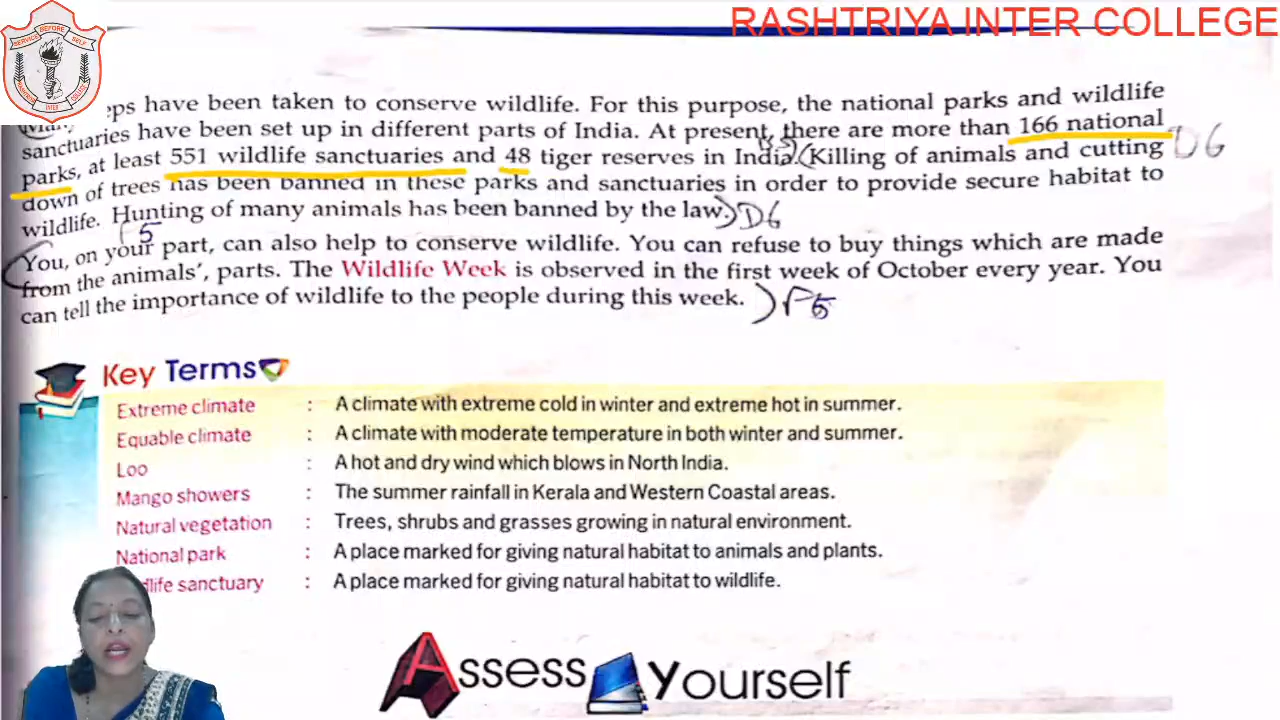 RASHTRIYA INTER COLLEGE
SERVICE BEFORE SELF
INTER
COLLEGE
eps have been taken to conserve wildlife. For this purpose, the national parks and wildlife
sanctuaries have been set up in different parts of India. At present, there are more than 166 national
parks, at least 551 wildlife sanctuaries and 48 tiger reserves in India. (Killing of animals and cutting D6
down of trees has been banned in these parks and sanctuaries in order to provide secure habitat to
wildlife. Hunting of many animals has been banned by the law.) D6
5
You, on your part, can also help to conserve wildlife. You can refuse to buy things which are made
from the animals', parts. The Wildlife Week is observed in the first week of October every year. You
can tell the importance of wildlife to the people during this week. ) P5
Key Terms
Extreme climate : A climate with extreme cold in winter and extreme hot in summer.
Equable climate : A climate with moderate temperature in both winter and summer.
Loo : A hot and dry wind which blows in North India.
Mango showers : The summer rainfall in Kerala and Western Coastal areas.
Natural vegetation : Trees, shrubs and grasses growing in natural environment.
National park : A place marked for giving natural habitat to animals and plants.
dlife sanctuary : A place marked for giving natural habitat to wildlife.
Assess Yourself